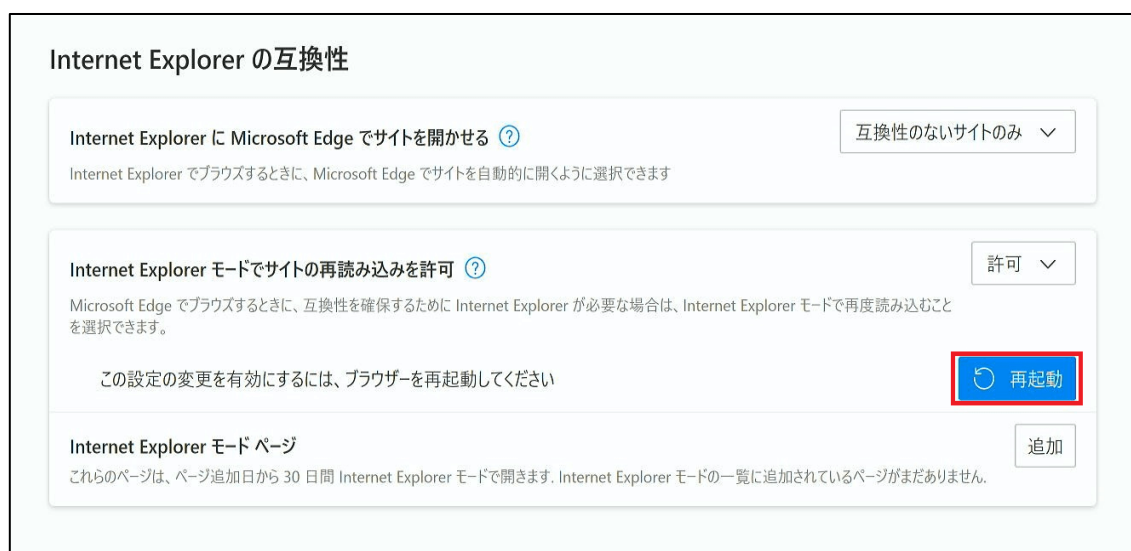 Internet Explorer の互換性
Internet Explorer に Microsoft Edge でサイトを開かせる ?
互換性のないサイトのみ
Internet Explorer でブラウズするときに、Microsoft Edge でサイトを自動的に開くように選択できます
Internet Explorer モードでサイトの再読み込みを許可 ?
許可
Microsoft Edge でブラウズするときに、互換性を確保するために Internet Explorer が必要な場合は、Internet Explorer モードで再度読み込むこと
を選択できます。
この設定の変更を有効にするには、ブラウザーを再起動してください
再起動
Internet Explorer モード ページ
追加
これらのページは、ページ追加日から 30 日間 Internet Explorer モードで開きます. Internet Explorer モードの一覧に追加されているページがまだありません.